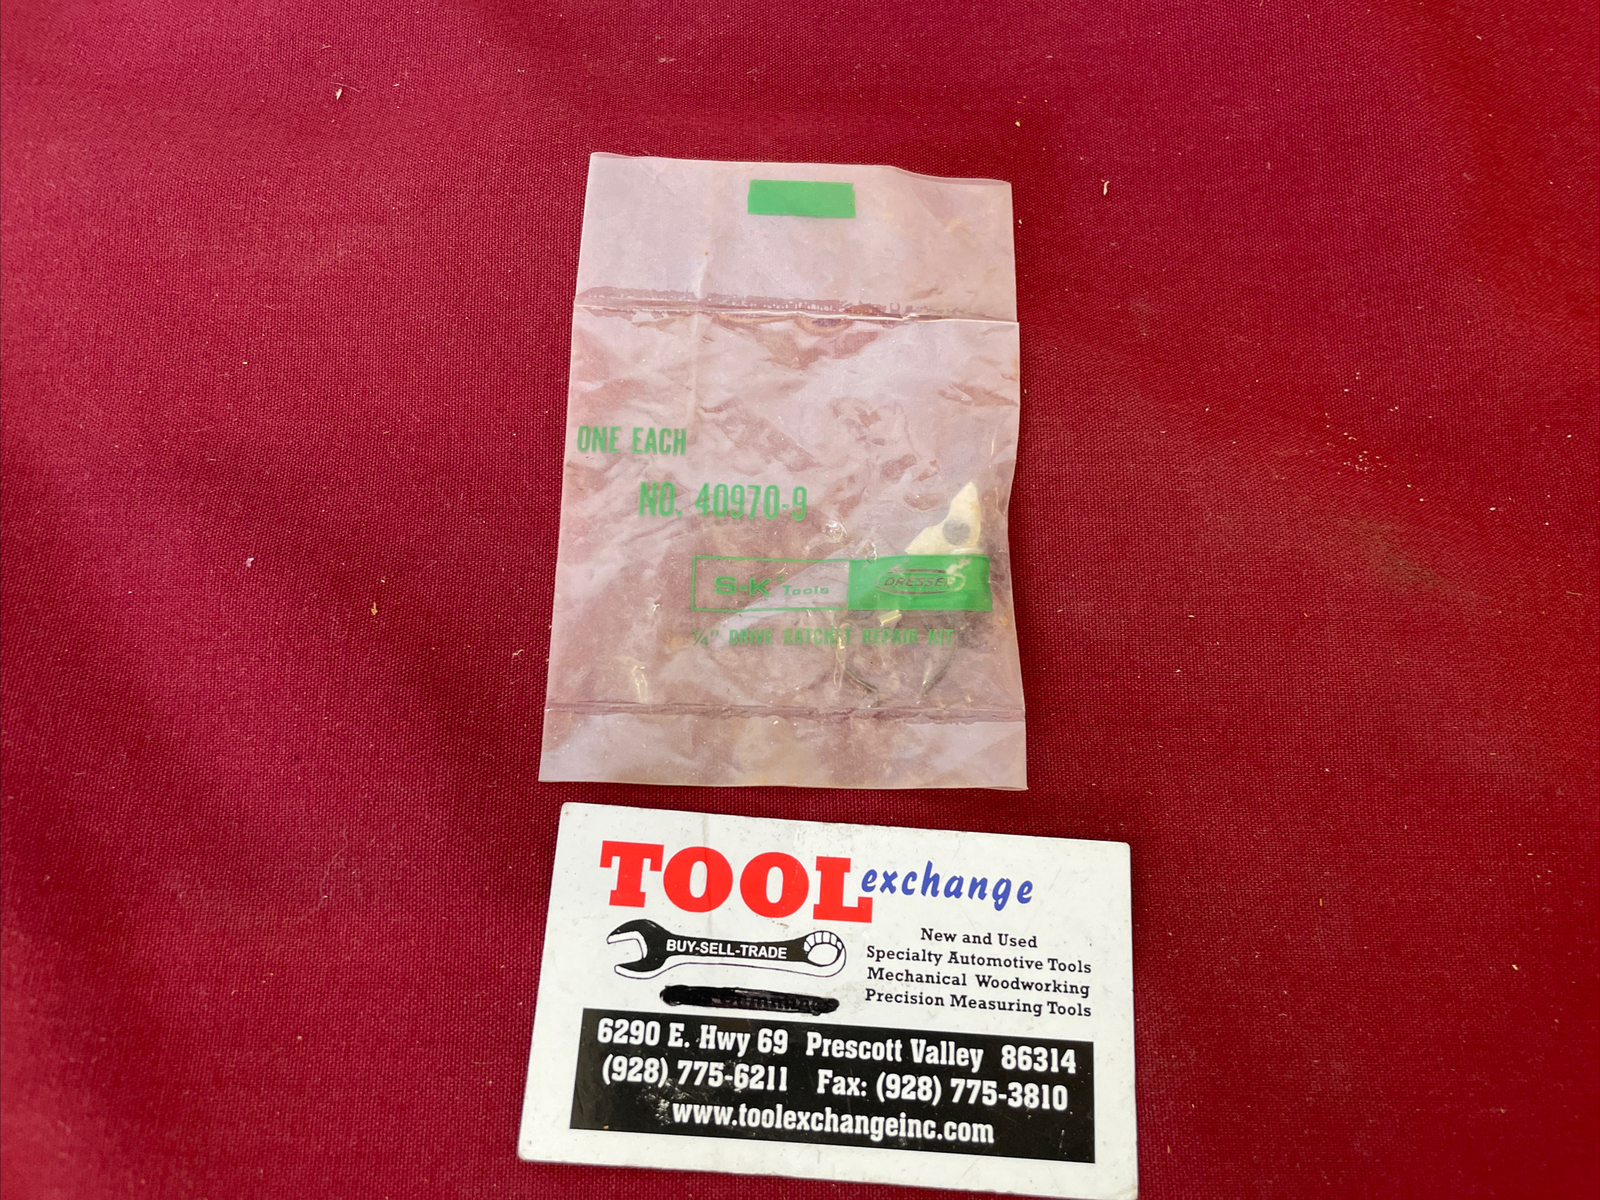 ONE EACH
NO. 40970-9
S-K Tools DRESSER
1/4" DRIVE RATCHET REPAIR KIT
TOOL exchange
BUY-SELL-TRADE
New and Used
Specialty Automotive Tools
Mechanical Woodworking
Precision Measuring Tools
6290 E. Hwy 69 Prescott Valley 86314
(928) 775-6211 Fax: (928) 775-3810
www.toolexchangeinc.com